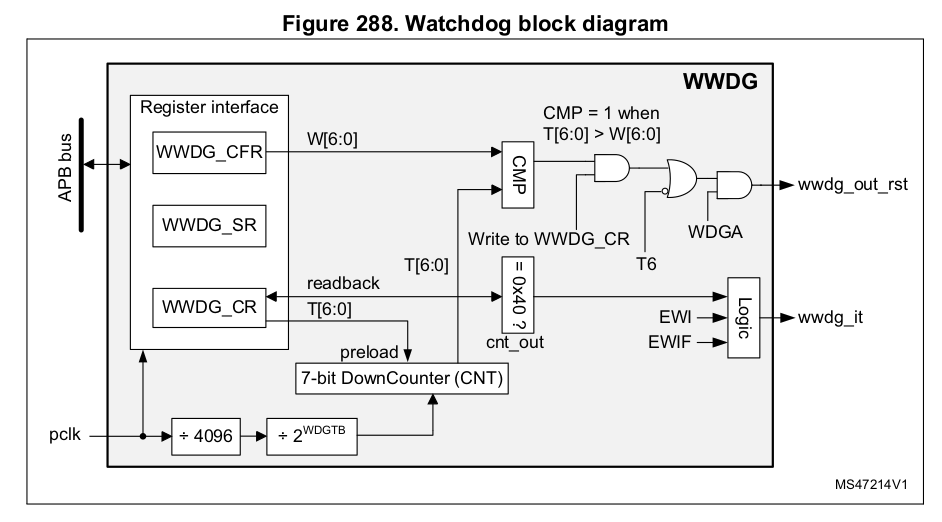 Figure 288. Watchdog block diagram
WWDG
Register interface
CMP = 1 when
T[6:0] > W[6:0]
WWDG_CFR
W[6:0]
CMP
APB bus
wwdg_out_rst
WWDG_SR
Write to WWDG_CR
WDGA
T6
T[6:0]
readback
= 0x40 ?
WWDG_CR
T[6:0]
cnt_out
Logic
EWI
wwdg_it
EWIF
preload
7-bit DownCounter (CNT)
pclk
÷ 4096
÷ 2WDGTB
MS47214V1